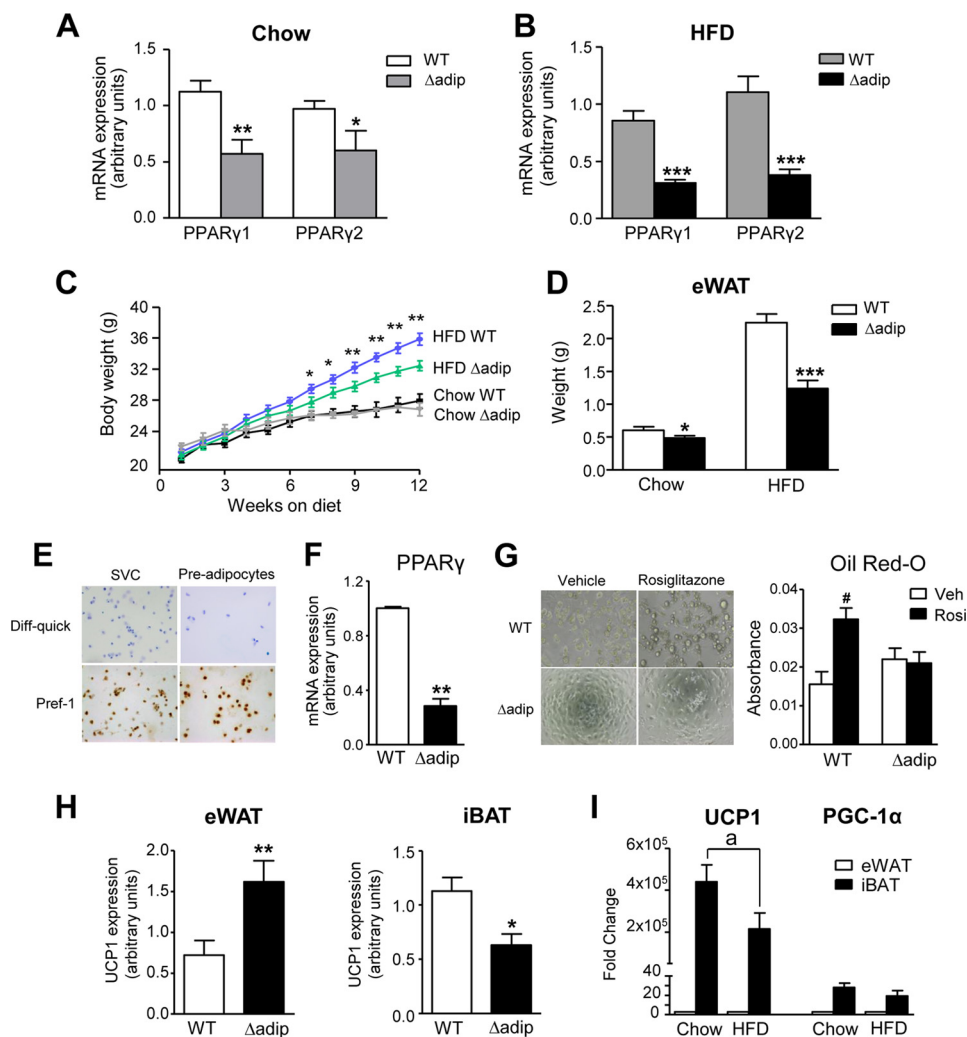 A
Chow
mRNA expression
(arbitrary units)
1.5
1.0
0.5
0.0
**
*
PPARγ1
PPARγ2
WT
Δadip
B
HFD
mRNA expression
(arbitrary units)
1.5
1.0
0.5
0.0
***
***
PPARγ1
PPARγ2
WT
Δadip
C
Body weight (g)
40
36
32
28
24
20
* * ** ** ** **
HFD WT
HFD Δadip
Chow WT
Chow Δadip
0 3 6 9 12
Weeks on diet
D
eWAT
Weight (g)
2.5
2.0
1.5
1.0
0.5
0.0
*
***
Chow
HFD
WT
Δadip
E
SVC
Pre-adipocytes
Diff-quick
Pref-1
F
PPARγ
mRNA expression
(arbitrary units)
1.2
0.8
0.4
0.0
**
WT Δadip
G
Vehicle
Rosiglitazone
WT
Δadip
Oil Red-O
Absorbance
0.04
0.03
0.02
0.01
0.00
#
WT
Δadip
Veh
Rosi
H
eWAT
UCP1 expression
(arbitrary units)
2.0
1.5
1.0
0.5
0.0
**
WT
Δadip
iBAT
UCP1 expression
(arbitrary units)
1.5
1.0
0.5
0.0
*
WT
Δadip
I
UCP1
PGC-1α
Fold Change
6x10⁵
4x10⁵
2x10⁵
40
20
0
a
Chow HFD
Chow HFD
eWAT
iBAT